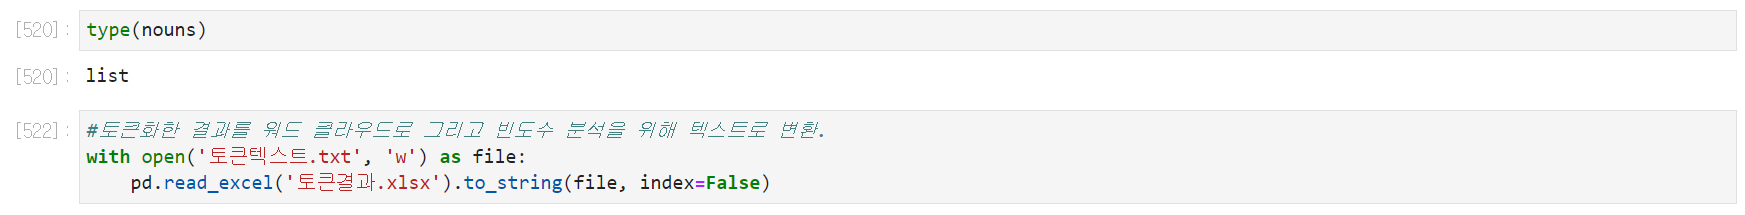 [520]: type(nouns)
[520]: list
[522]: #토큰화한 결과를 워드 클라우드로 그리고 빈도수 분석을 위해 텍스트로 변환.
with open('토큰텍스트.txt', 'w') as file:
    pd.read_excel('토큰결과.xlsx').to_string(file, index=False)